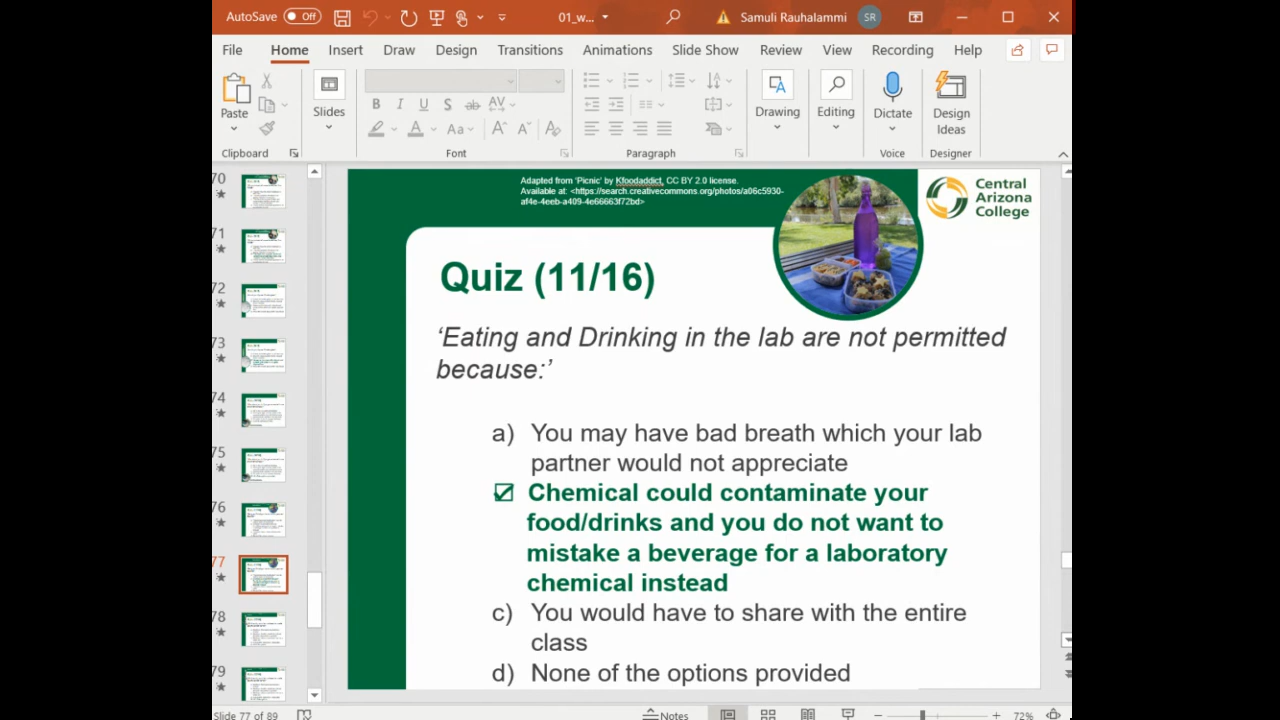 AutoSave Off 01_w... Samuli Rauhalammi SR
File Home Insert Draw Design Transitions Animations Slide Show Review View Recording Help
Paste Slides Drawing Editing Dictate Design
Ideas
Clipboard Font Paragraph Voice Designer
Adapted from 'Picnic' by Kfoodaddict, CC BY 2.0 license.
Available at: <https://search.creativecommons.org/photos/a06c5930-
af4e-4eeb-a409-4e66663f72bd>
Central
Arizona
College
Quiz (11/16)
‘Eating and Drinking in the lab are not permitted
because:’
a) You may have bad breath which your lab
partner would not appreciate
Chemical could contaminate your
food/drinks and you do not want to
mistake a beverage for a laboratory
chemical instead
c) You would have to share with the entire
class
d) None of the options provided
70
71
72
73
74
75
76
77
78
79
Slide 77 of 89 Notes 72%